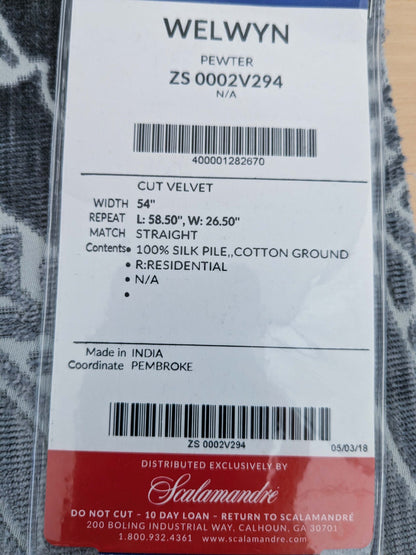 WELWYN
PEWTER
ZS 0002V294
N/A
400001282670
CUT VELVET
WIDTH 54"
REPEAT L: 58.50", W: 26.50"
MATCH STRAIGHT
Contents • 100% SILK PILE,,COTTON GROUND
• R:RESIDENTIAL
• N/A
•
Made in INDIA
Coordinate PEMBROKE
ZS 0002V294
05/03/18
DISTRIBUTED EXCLUSIVELY BY
Scalamandré
DO NOT CUT – 10 DAY LOAN – RETURN TO SCALAMANDRÉ
200 BOLING INDUSTRIAL WAY, CALHOUN, GA 30701
1.800.932.4361 www.scalamandre.com